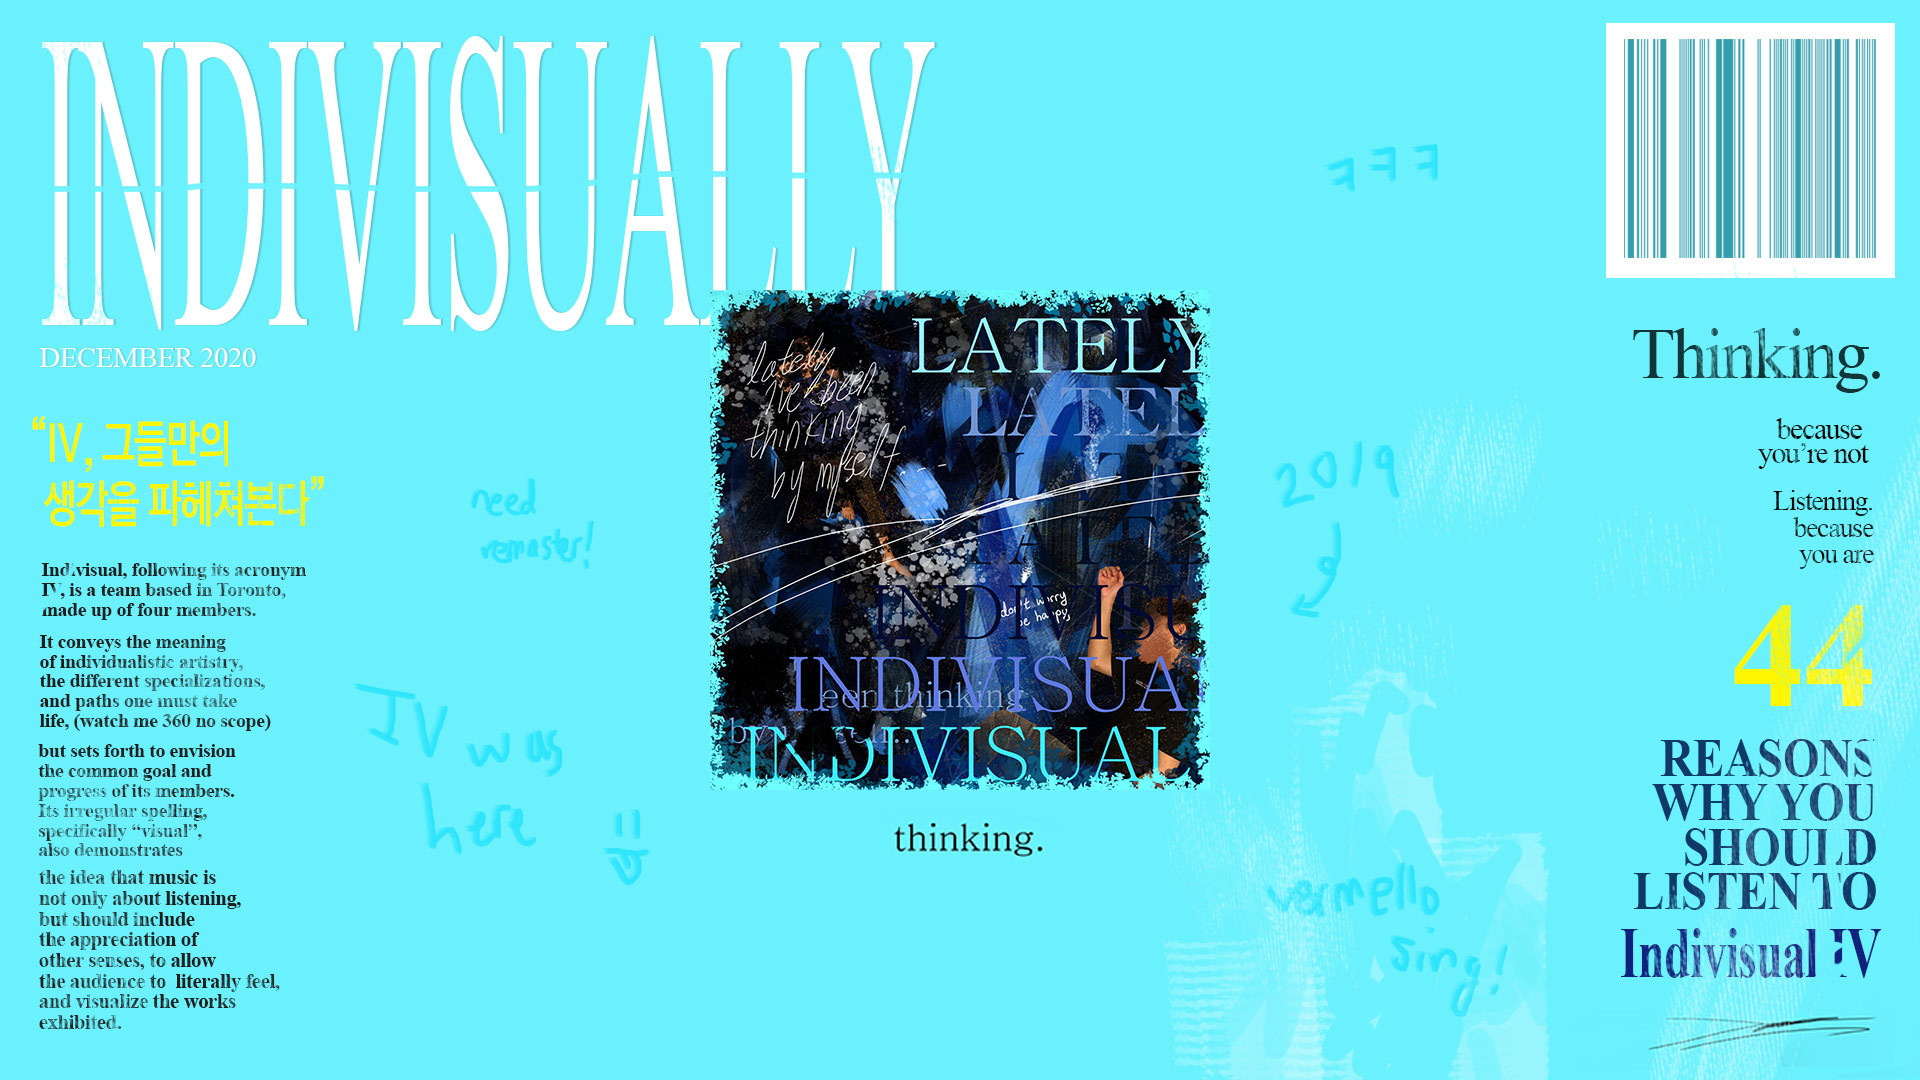 INDIVISUALLY
DECEMBER 2020
“IV, 그들만의
생각을 파헤쳐본다”
Indivisual, following its acronym
IV, is a team based in Toronto,
made up of four members.
It conveys the meaning
of individualistic artistry,
the different specializations,
and paths one must take
life, (watch me 360 no scope)
but sets forth to envision
the common goal and
progress of its members.
Its irregular spelling,
specifically “visual”,
also demonstrates
the idea that music is
not only about listening,
but should include
the appreciation of
other senses, to allow
the audience to literally feel,
and visualize the works
exhibited.
need
remaster!
IV was
here
=)
LATELY
LATEL
lately
i've been
thinking
by myself...
don't worry
be happy
INDIVISU
INDIVISUA
een thinking
by
INDIVISUAL
thinking.
ㅋㅋㅋ
2019
vermello
sing!
Thinking.
because
you’re not
Listening.
because
you are
44
REASONS
WHY YOU
SHOULD
LISTEN TO
Indivisual IV